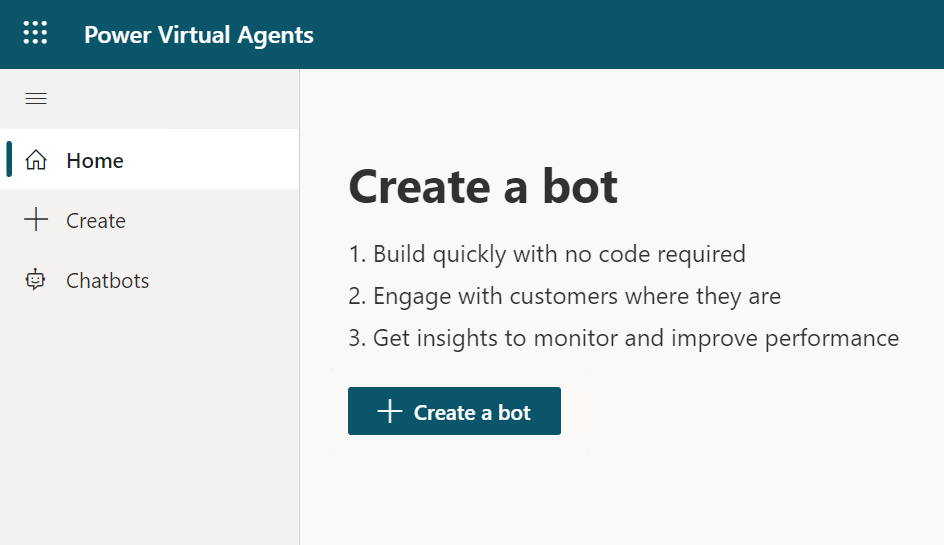 Power Virtual Agents
Home
Create
Chatbots
Create a bot
1. Build quickly with no code required
2. Engage with customers where they are
3. Get insights to monitor and improve performance
Create a bot